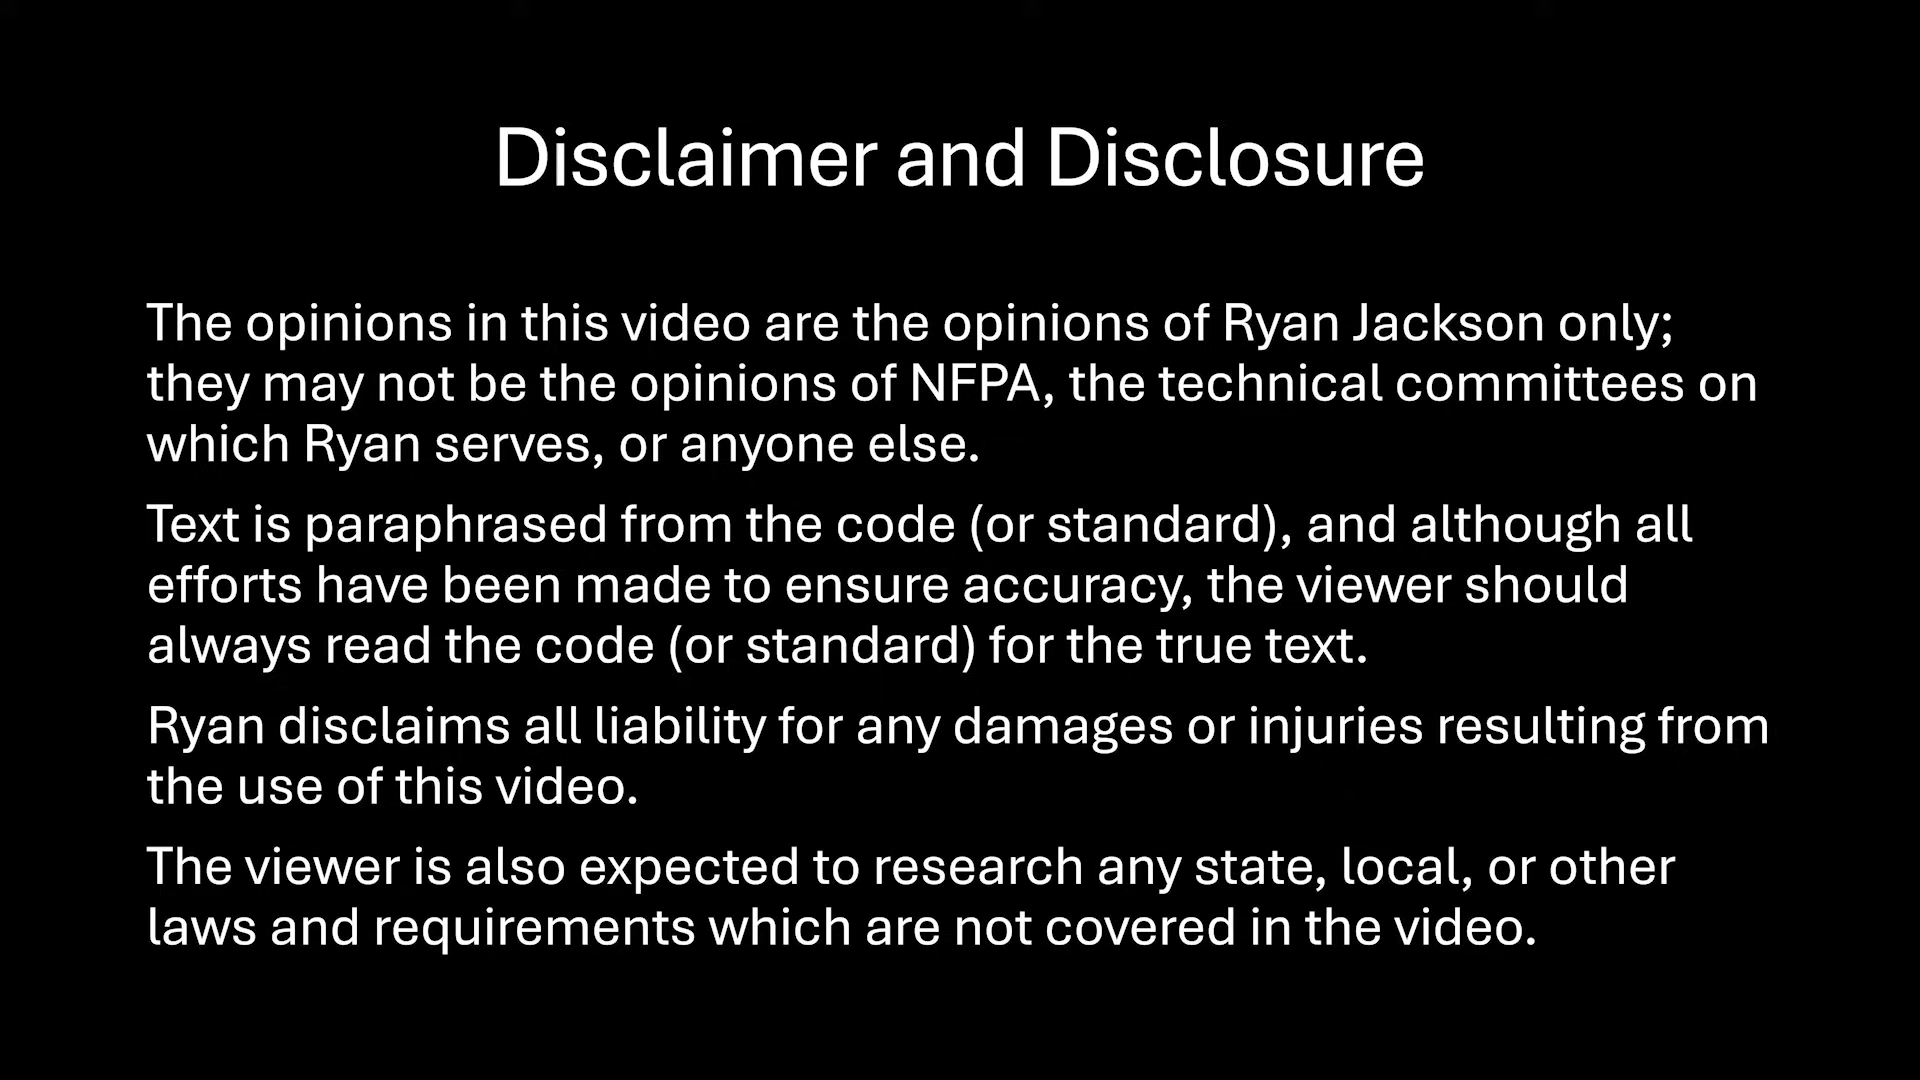 Disclaimer and Disclosure
The opinions in this video are the opinions of Ryan Jackson only;
they may not be the opinions of NFPA, the technical committees on
which Ryan serves, or anyone else.
Text is paraphrased from the code (or standard), and although all
efforts have been made to ensure accuracy, the viewer should
always read the code (or standard) for the true text.
Ryan disclaims all liability for any damages or injuries resulting from
the use of this video.
The viewer is also expected to research any state, local, or other
laws and requirements which are not covered in the video.